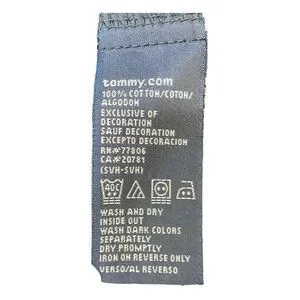 tommy.com
100% COTTON/COTON/
ALGODON
EXCLUSIVE OF
DECORATION
SAUF DECORATION
EXCEPTO DECORACION
RN#77806
CA#20781
(SVH-SVH)
WASH AND DRY
INSIDE OUT
WASH DARK COLORS
SEPARATELY
DRY PROMPTLY
IRON ON REVERSE ONLY
VERSO/AL REVERSO